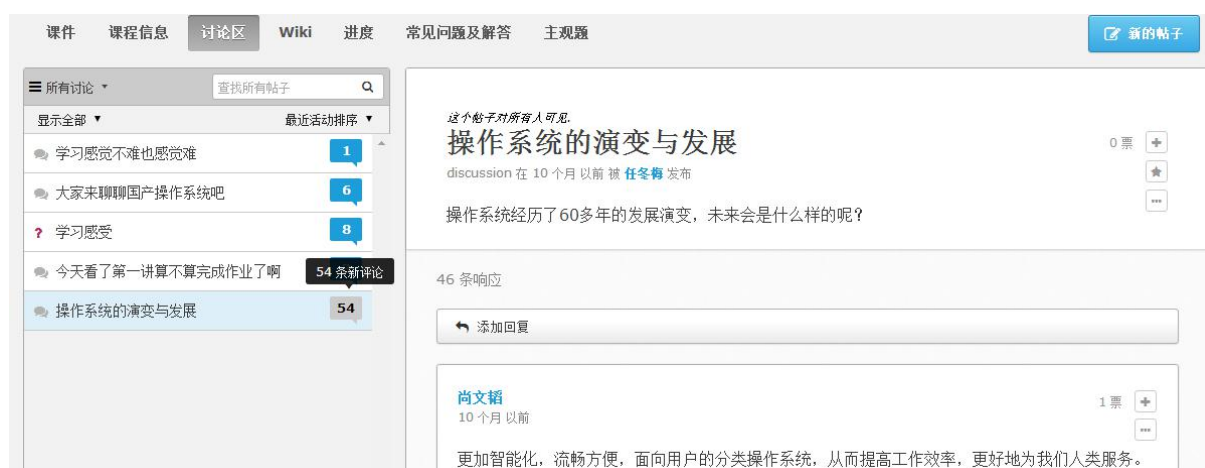 课件 课程信息 讨论区 Wiki 进度 常见问题及解答 主观题 新的帖子
所有讨论 查找所有帖子
显示全部 最近活动排序
学习感觉不难也感觉难 1
大家来聊聊国产操作系统吧 6
? 学习感受 8
今天看了第一讲算不算完成作业了啊 54 条新评论
操作系统的演变与发展 54
这个帖子对所有人可见.
操作系统的演变与发展 0 票
discussion 在 10 个月 以前 被 任冬梅 发布
操作系统经历了60多年的发展演变，未来会是什么样的呢？
46 条响应
添加回复
尚文韬 1 票
10 个月 以前
更加智能化，流畅方便，面向用户的分类操作系统，从而提高工作效率，更好地为我们人类服务。